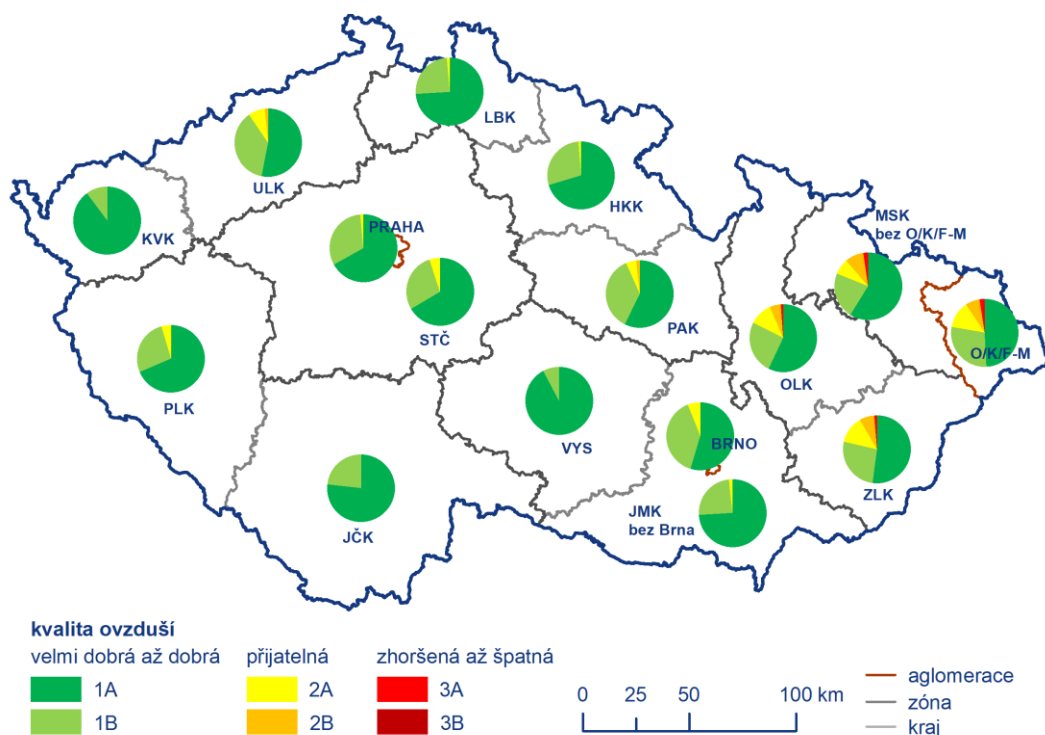 LBK
ULK
HKK
KVK
PRAHA
MSK
bez O/K/F-M
STČ
PAK
O/K/F-M
OLK
PLK
VYS
BRNO
ZLK
JMK
bez Brna
JČK
kvalita ovzduší
velmi dobrá až dobrá
přijatelná
zhoršená až špatná
1A
2A
3A
1B
2B
3B
0 25 50 100 km
aglomerace
zóna
kraj